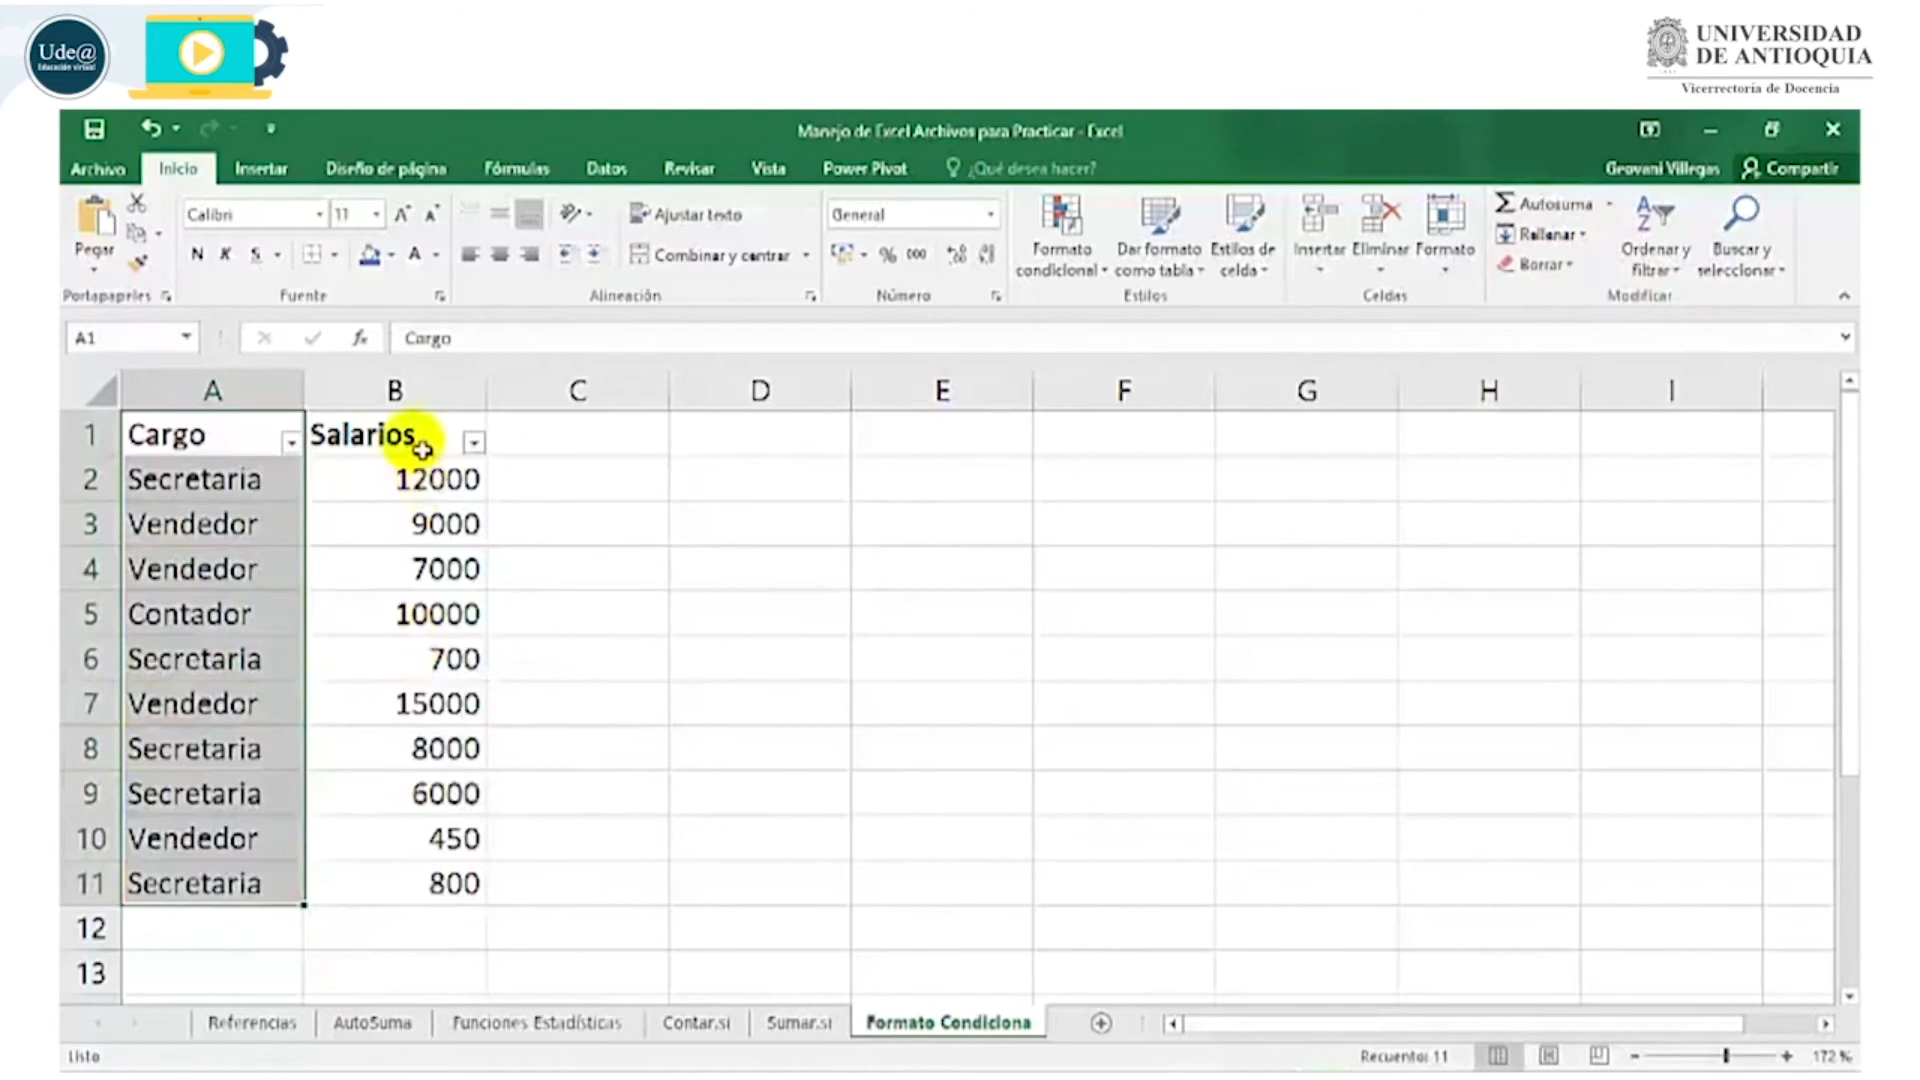 Ude@
Educación virtual
UNIVERSIDAD
DE ANTIOQUIA
Vicerrectoría de Docencia
Manejo de Excel Archivos para Practicar - Excel
Archivo Inicio Insertar Diseño de página Fórmulas Datos Revisar Vista Power Pivot ¿Qué desea hacer? Geovani Villegas Compartir
Pegar
Calibri 11
N K S A
Ajustar texto
Combinar y centrar
General
% 000
Formato condicional
Dar formato como tabla
Estilos de celda
Insertar Eliminar Formato
Autosuma
Rellenar
Borrar
Ordenar y filtrar
Buscar y seleccionar
Portapapeles Fuente Alineación Número Estilos Celdas Modificar
A1 fx Cargo
A B C D E F G H I
1 Cargo Salarios
2 Secretaria 12000
3 Vendedor 9000
4 Vendedor 7000
5 Contador 10000
6 Secretaria 700
7 Vendedor 15000
8 Secretaria 8000
9 Secretaria 6000
10 Vendedor 450
11 Secretaria 800
12
13
Referencias AutoSuma Funciones Estadísticas Contar.si Sumar.si Formato Condiciona
Listo Recuento: 11 172 %